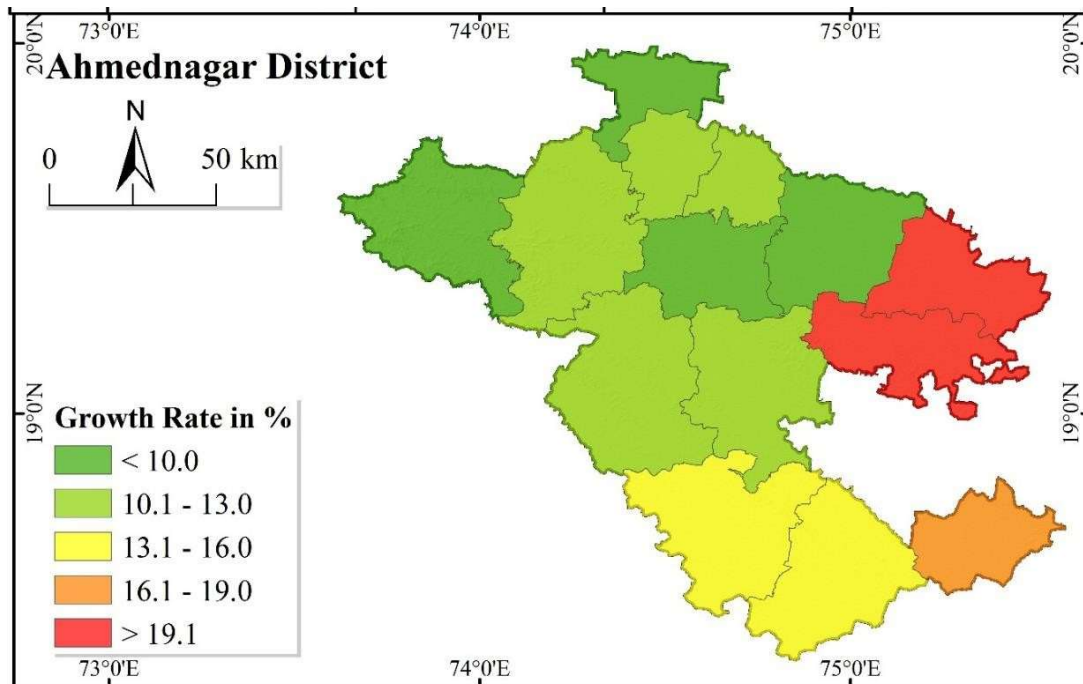 73°0'E 74°0'E 75°0'E
20°0'N 20°0'N
Ahmednagar District
N
0 50 km
19°0'N 19°0'N
Growth Rate in %
< 10.0
10.1 - 13.0
13.1 - 16.0
16.1 - 19.0
> 19.1
73°0'E 74°0'E 75°0'E